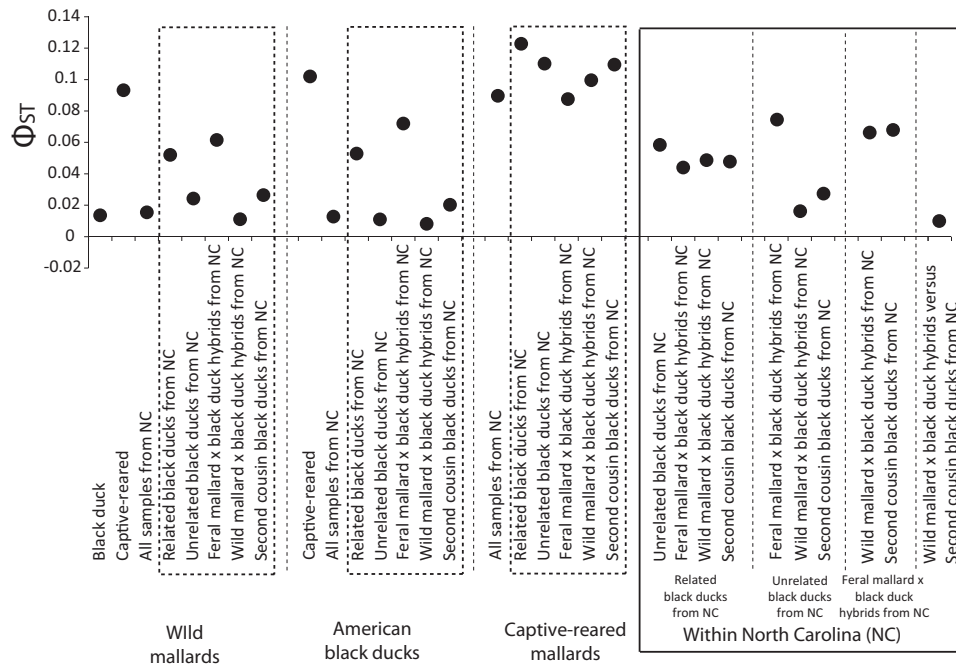 0.14
0.12
0.1
0.08
0.06
0.04
0.02
0
-0.02
ΦST
Black duck
Captive-reared
All samples from NC
Related black ducks from NC
Unrelated black ducks from NC
Feral mallard x black duck hybrids from NC
Wild mallard x black duck hybrids from NC
Second cousin black ducks from NC
Captive-reared
All samples from NC
Related black ducks from NC
Unrelated black ducks from NC
Feral mallard x black duck hybrids from NC
Wild mallard x black duck hybrids from NC
Second cousin black ducks from NC
All samples from NC
Related black ducks from NC
Unrelated black ducks from NC
Feral mallard x black duck hybrids from NC
Wild mallard x black duck hybrids from NC
Second cousin black ducks from NC
Unrelated black ducks from NC
Feral mallard x black duck hybrids from NC
Wild mallard x black duck hybrids from NC
Second cousin black ducks from NC
Feral mallard x black duck hybrids from NC
Wild mallard x black duck hybrids from NC
Second cousin black ducks from NC
Wild mallard x black duck hybrids from NC
Second cousin black ducks from NC
Wild mallard x black duck hybrids versus
Second cousin black ducks from NC
Related
black ducks
from NC
Unrelated
black ducks
from NC
Feral mallard x
black duck
hybrids from NC
WIld
mallards
American
black ducks
Captive-reared
mallards
Within North Carolina (NC)